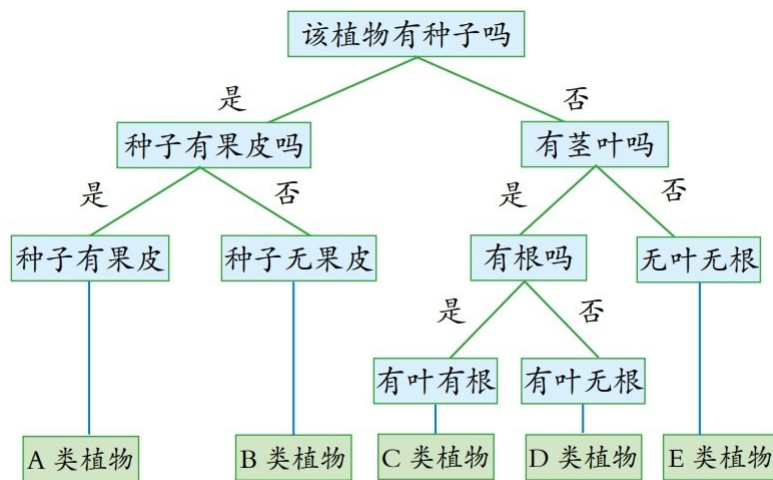 该植物有种子吗
是
否
种子有果皮吗
有茎叶吗
是
否
是
否
种子有果皮
种子无果皮
有根吗
无叶无根
是
否
有叶有根
有叶无根
A 类植物
B 类植物
C 类植物
D 类植物
E 类植物